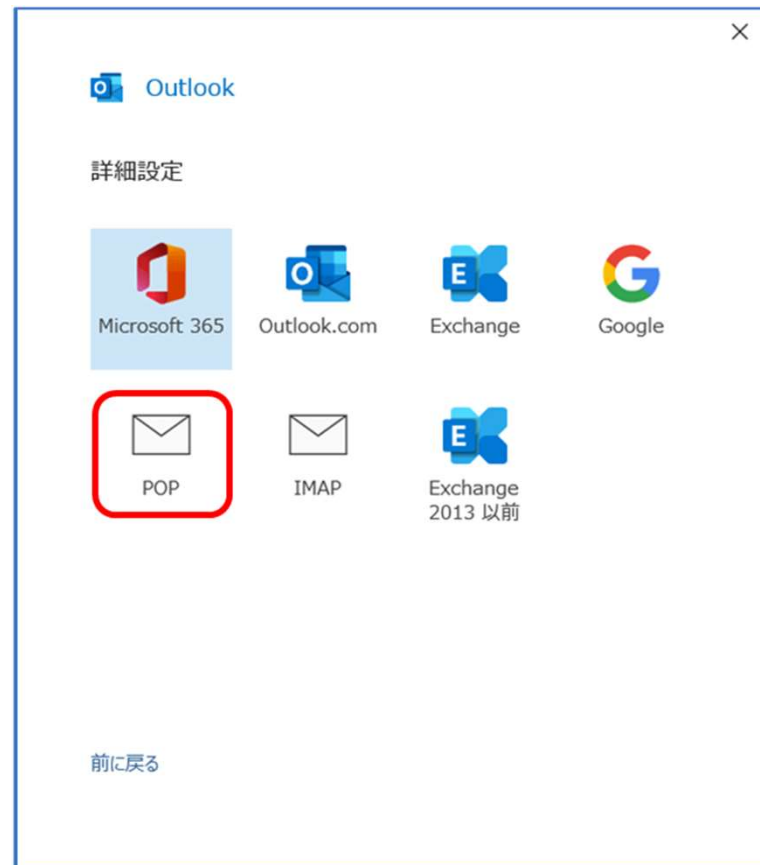 Outlook
詳細設定
Microsoft 365
Outlook.com
Exchange
Google
POP
IMAP
Exchange
2013 以前
前に戻る